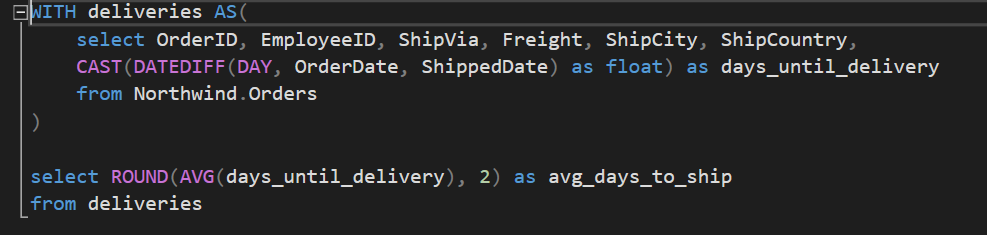 WITH deliveries AS(
    select OrderID, EmployeeID, ShipVia, Freight, ShipCity, ShipCountry,
    CAST(DATEDIFF(DAY, OrderDate, ShippedDate) as float) as days_until_delivery
    from Northwind.Orders
)
select ROUND(AVG(days_until_delivery), 2) as avg_days_to_ship
from deliveries